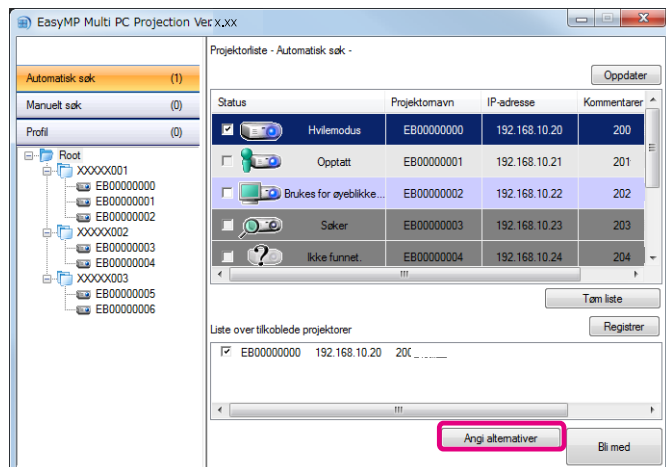 EasyMP Multi PC Projection Ver.x.xx
Projektorliste - Automatisk søk -
Automatisk søk (1)
Manuelt søk (0)
Profil (0)
Root
XXXXX001
EB00000000
EB00000001
EB00000002
XXXXX002
EB00000003
EB00000004
XXXXX003
EB00000005
EB00000006
Oppdater
Status Projektornavn IP-adresse Kommentarer
Hvilemodus EB00000000 192.168.10.20 200
Opptatt EB00000001 192.168.10.21 201
Brukes for øyeblikke... EB00000002 192.168.10.22 202
Søker EB00000003 192.168.10.23 203
Ikke funnet. EB00000004 192.168.10.24 204
Tøm liste
Liste over tilkoblede projektorer
Registrer
EB00000000 192.168.10.20 200
Angi alternativer
Bli med